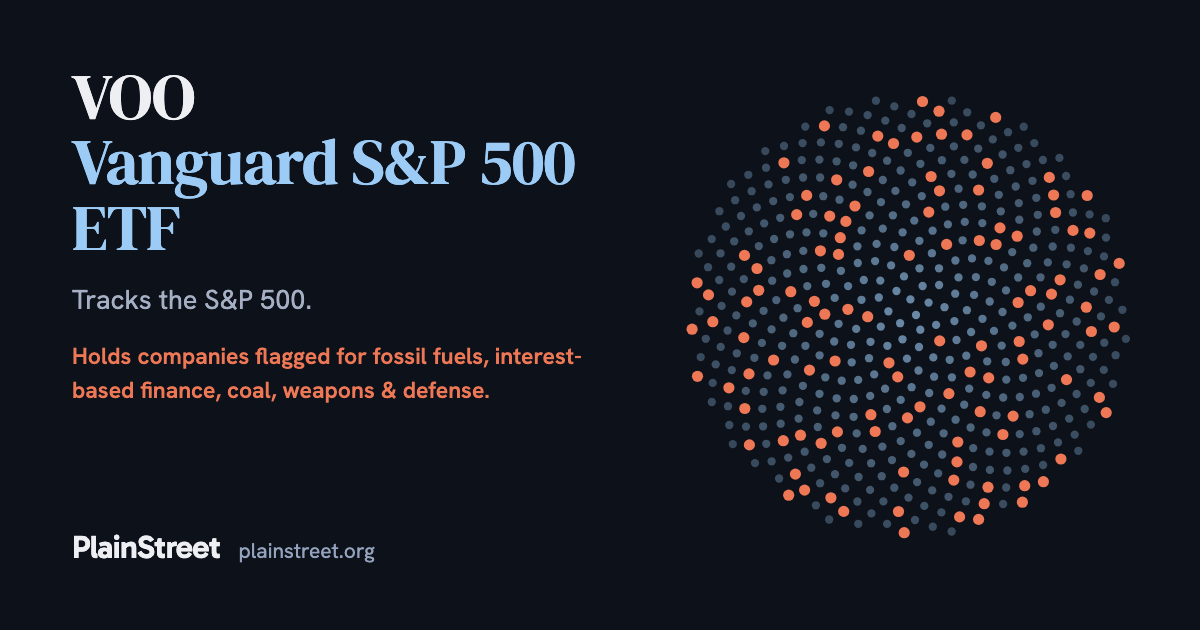 VOO
Vanguard S&P 500
ETF
Tracks the S&P 500.
Holds companies flagged for fossil fuels, interest-
based finance, coal, weapons & defense.
PlainStreet plainstreet.org